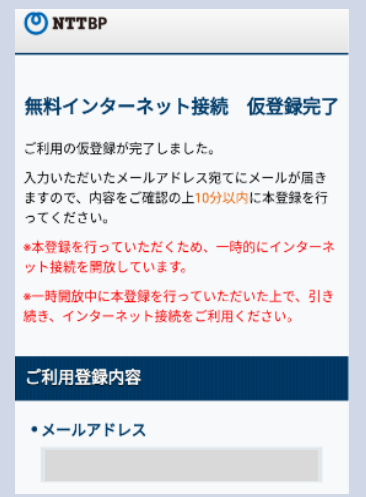 NTTBP
無料インターネット接続　仮登録完了
ご利用の仮登録が完了しました。
入力いただいたメールアドレス宛てにメールが届き
ますので、内容をご確認の上10分以内に本登録を行
ってください。
※本登録を行っていただくため、一時的にインターネ
ット接続を開放しています。
※一時開放中に本登録を行っていただいた上で、引き
続き、インターネット接続をご利用ください。
ご利用登録内容
•メールアドレス